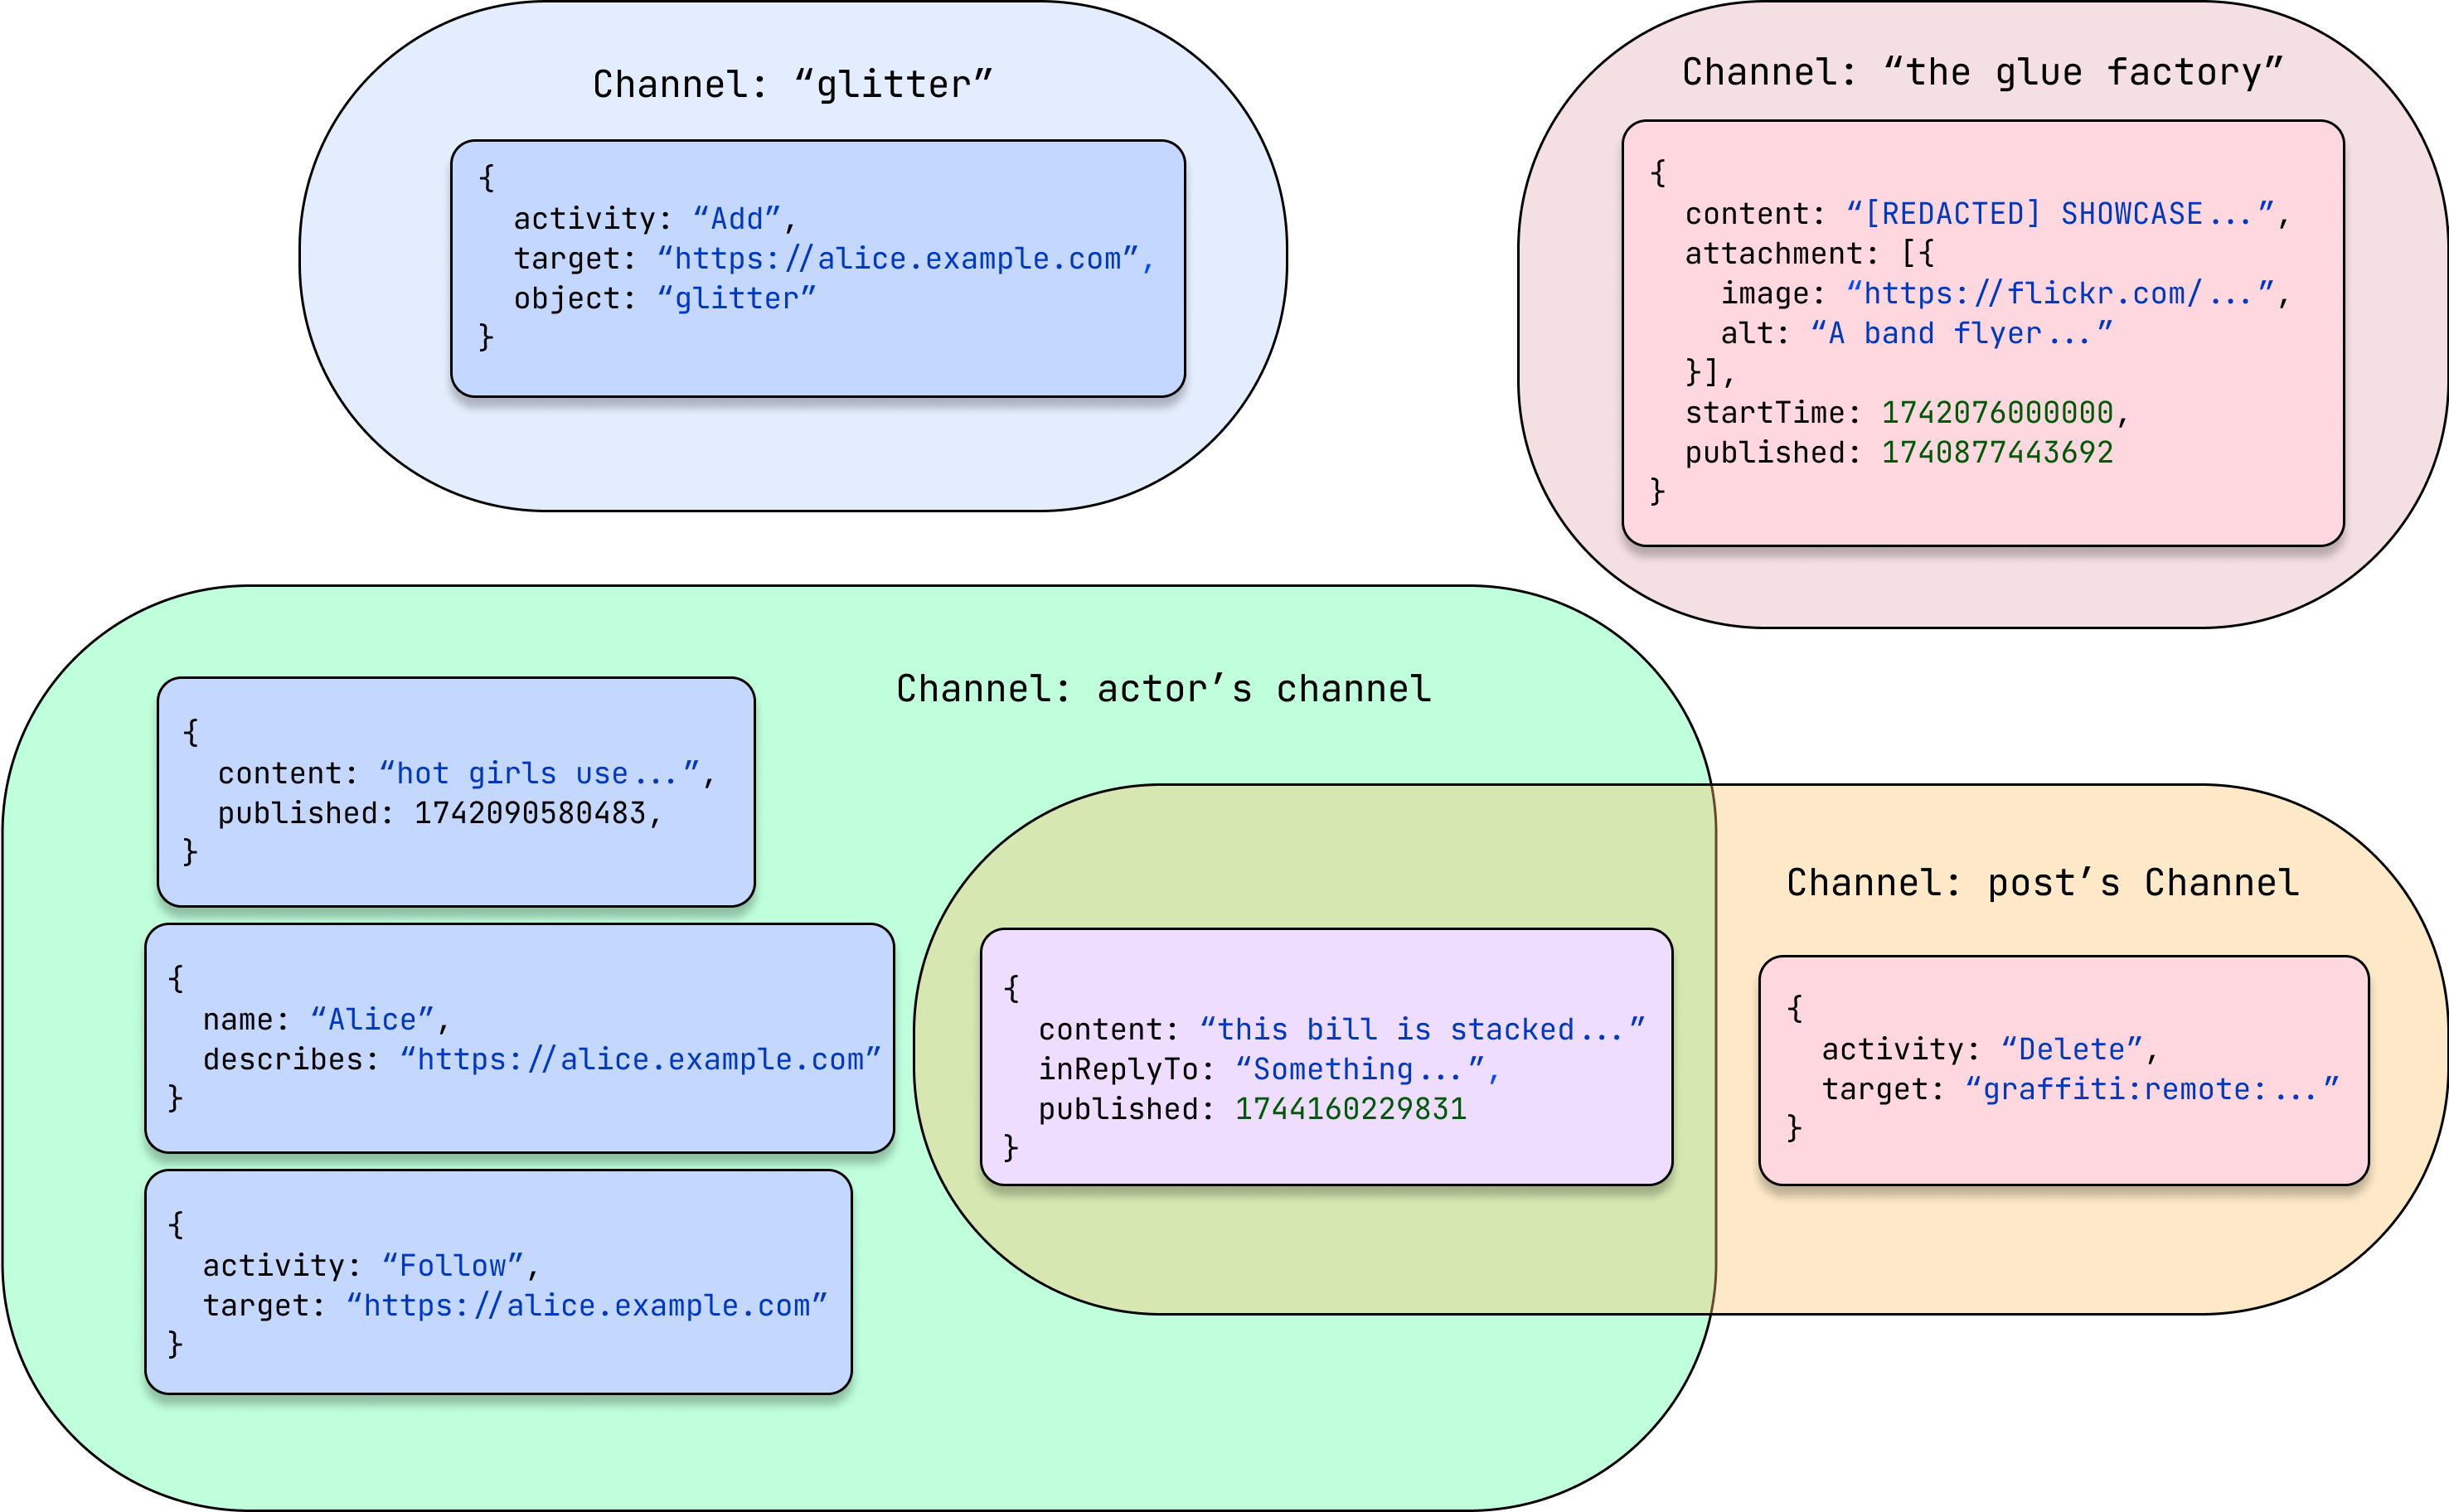 Channel: “glitter”
{
  activity: “Add”,
  target: “https://alice.example.com”,
  object: “glitter”
}
Channel: “the glue factory”
{
  content: “[REDACTED] SHOWCASE...”,
  attachment: [{
    image: “https://flickr.com/...”,
    alt: “A band flyer...”
  }],
  startTime: 1742076000000,
  published: 1740877443692
}
Channel: actor’s channel
{
  content: “hot girls use...”,
  published: 1742090580483,
}
{
  name: “Alice”,
  describes: “https://alice.example.com”
}
{
  activity: “Follow”,
  target: “https://alice.example.com”
}
{
  content: “this bill is stacked...”
  inReplyTo: “Something...”,
  published: 1744160229831
}
Channel: post’s Channel
{
  activity: “Delete”,
  target: “graffiti:remote:...”
}